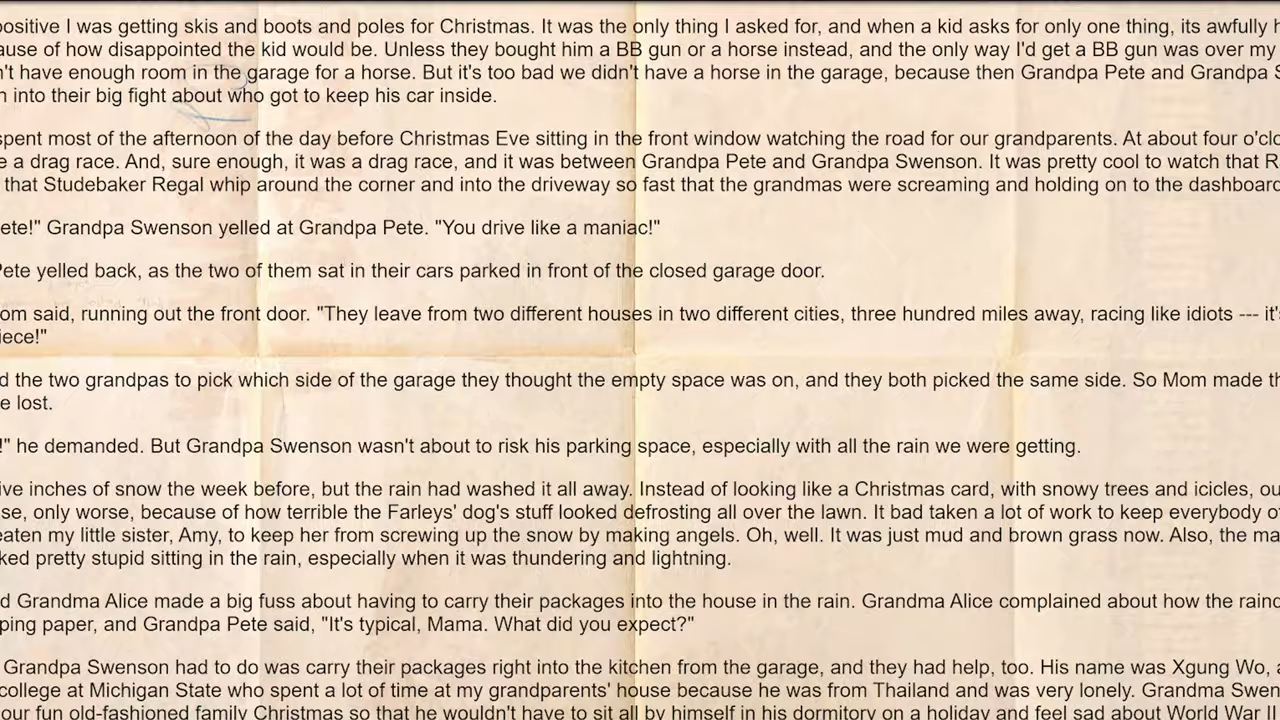 positive I was getting skis and boots and poles for Christmas. It was the only thing I asked for, and when a kid asks for only one thing, its awfully
ause of how disappointed the kid would be. Unless they bought him a BB gun or a horse instead, and the only way I'd get a BB gun was over my
n't have enough room in the garage for a horse. But it's too bad we didn't have a horse in the garage, because then Grandpa Pete and Grandpa S
n into their big fight about who got to keep his car inside.
spent most of the afternoon of the day before Christmas Eve sitting in the front window watching the road for our grandparents. At about four o'clo
e a drag race. And, sure enough, it was a drag race, and it was between Grandpa Pete and Grandpa Swenson. It was pretty cool to watch that R
that Studebaker Regal whip around the corner and into the driveway so fast that the grandmas were screaming and holding on to the dashboard
ete!" Grandpa Swenson yelled at Grandpa Pete. "You drive like a maniac!"
Pete yelled back, as the two of them sat in their cars parked in front of the closed garage door.
om said, running out the front door. "They leave from two different houses in two different cities, three hundred miles away, racing like idiots --- it's
iece!"
d the two grandpas to pick which side of the garage they thought the empty space was on, and they both picked the same side. So Mom made th
e lost.
!" he demanded. But Grandpa Swenson wasn't about to risk his parking space, especially with all the rain we were getting.
ive inches of snow the week before, but the rain had washed it all away. Instead of looking like a Christmas card, with snowy trees and icicles, ou
se, only worse, because of how terrible the Farleys' dog's stuff looked defrosting all over the lawn. It bad taken a lot of work to keep everybody of
eaten my little sister, Amy, to keep her from screwing up the snow by making angels. Oh, well. It was just mud and brown grass now. Also, the ma
ked pretty stupid sitting in the rain, especially when it was thundering and lightning.
d Grandma Alice made a big fuss about having to carry their packages into the house in the rain. Grandma Alice complained about how the raind
ping paper, and Grandpa Pete said, "It's typical, Mama. What did you expect?"
Grandpa Swenson had to do was carry their packages right into the kitchen from the garage, and they had help, too. His name was Xgung Wo, a
college at Michigan State who spent a lot of time at my grandparents' house because he was from Thailand and was very lonely. Grandma Swen
our fun old-fashioned family Christmas so that he wouldn't have to sit all by himself in his dormitory on a holiday and feel sad about World War II